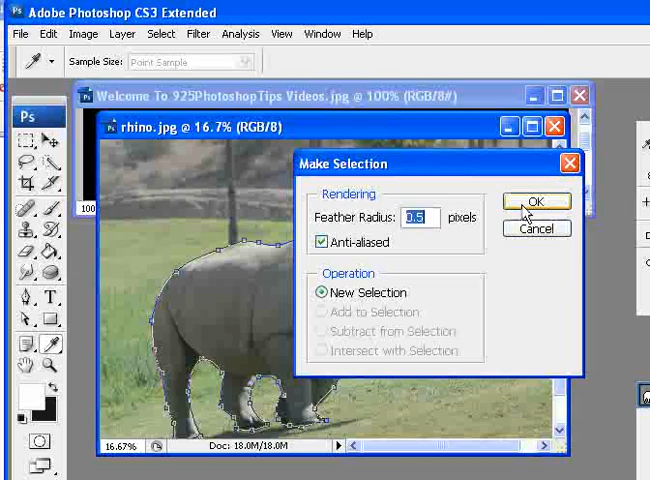 Adobe Photoshop CS3 Extended
File Edit Image Layer Select Filter Analysis View Window Help
Sample Size: Point Sample
Ps
Welcome To 925PhotoshopTips Videos.jpg @ 100% (RGB/8#)
rhino.jpg @ 16.7% (RGB/8)
100
Make Selection
Rendering
Feather Radius: 0.5 pixels
Anti-aliased
OK
Cancel
Operation
New Selection
Add to Selection
Subtract from Selection
Intersect with Selection
T
16.67% Doc: 18.0M/18.0M